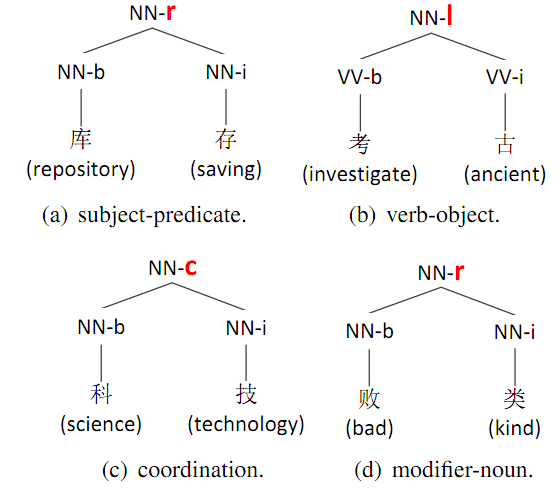 NN-r NN-l
NN-b NN-i VV-b VV-i
库 存 考 古
(repository) (saving) (investigate) (ancient)
(a) subject-predicate. (b) verb-object.
NN-c NN-r
NN-b NN-i NN-b NN-i
科 技 败 类
(science) (technology) (bad) (kind)
(c) coordination. (d) modifier-noun.